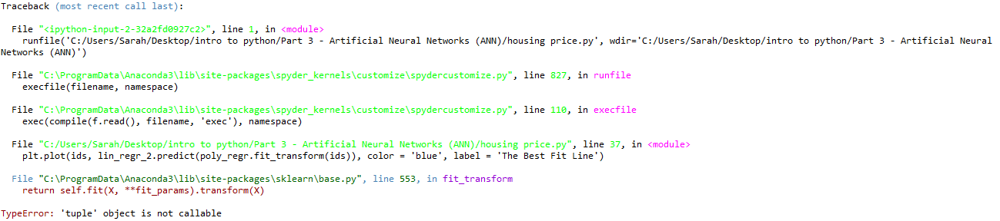 Traceback (most recent call last):
File "<ipython-input-2-32a2fd0927c2>", line 1, in <module>
runfile('C:/Users/Sarah/Desktop/intro to python/Part 3 - Artificial Neural Networks (ANN)/housing price.py', wdir='C:/Users/Sarah/Desktop/intro to python/Part 3 - Artificial Neural
Networks (ANN)')
File "C:\ProgramData\Anaconda3\lib\site-packages\spyder_kernels\customize\spydercustomize.py", line 827, in runfile
execfile(filename, namespace)
File "C:\ProgramData\Anaconda3\lib\site-packages\spyder_kernels\customize\spydercustomize.py", line 110, in execfile
exec(compile(f.read(), filename, 'exec'), namespace)
File "C:/Users/Sarah/Desktop/intro to python/Part 3 - Artificial Neural Networks (ANN)/housing price.py", line 37, in <module>
plt.plot(ids, lin_regr_2.predict(poly_regr.fit_transform(ids)), color = 'blue', label = 'The Best Fit Line')
File "C:\ProgramData\Anaconda3\lib\site-packages\sklearn\base.py", line 553, in fit_transform
return self.fit(X, **fit_params).transform(X)
TypeError: 'tuple' object is not callable